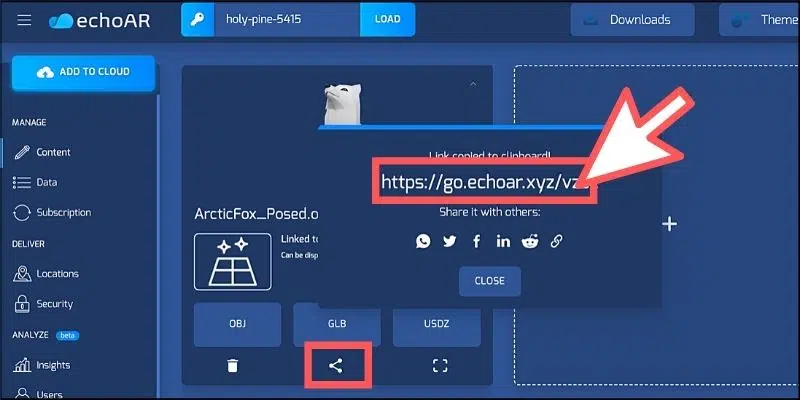 echoAR
holy-pine-5415
LOAD
Downloads
Theme
ADD TO CLOUD
MANAGE
Content
Data
Subscription
DELIVER
Locations
Security
ANALYZE beta
Insights
Users
Link copied to clipboard!
https://go.echoar.xyz/vz
Share it with others:
CLOSE
ArcticFox_Posed.o
Linked to
Can be disp
OBJ
GLB
USDZ